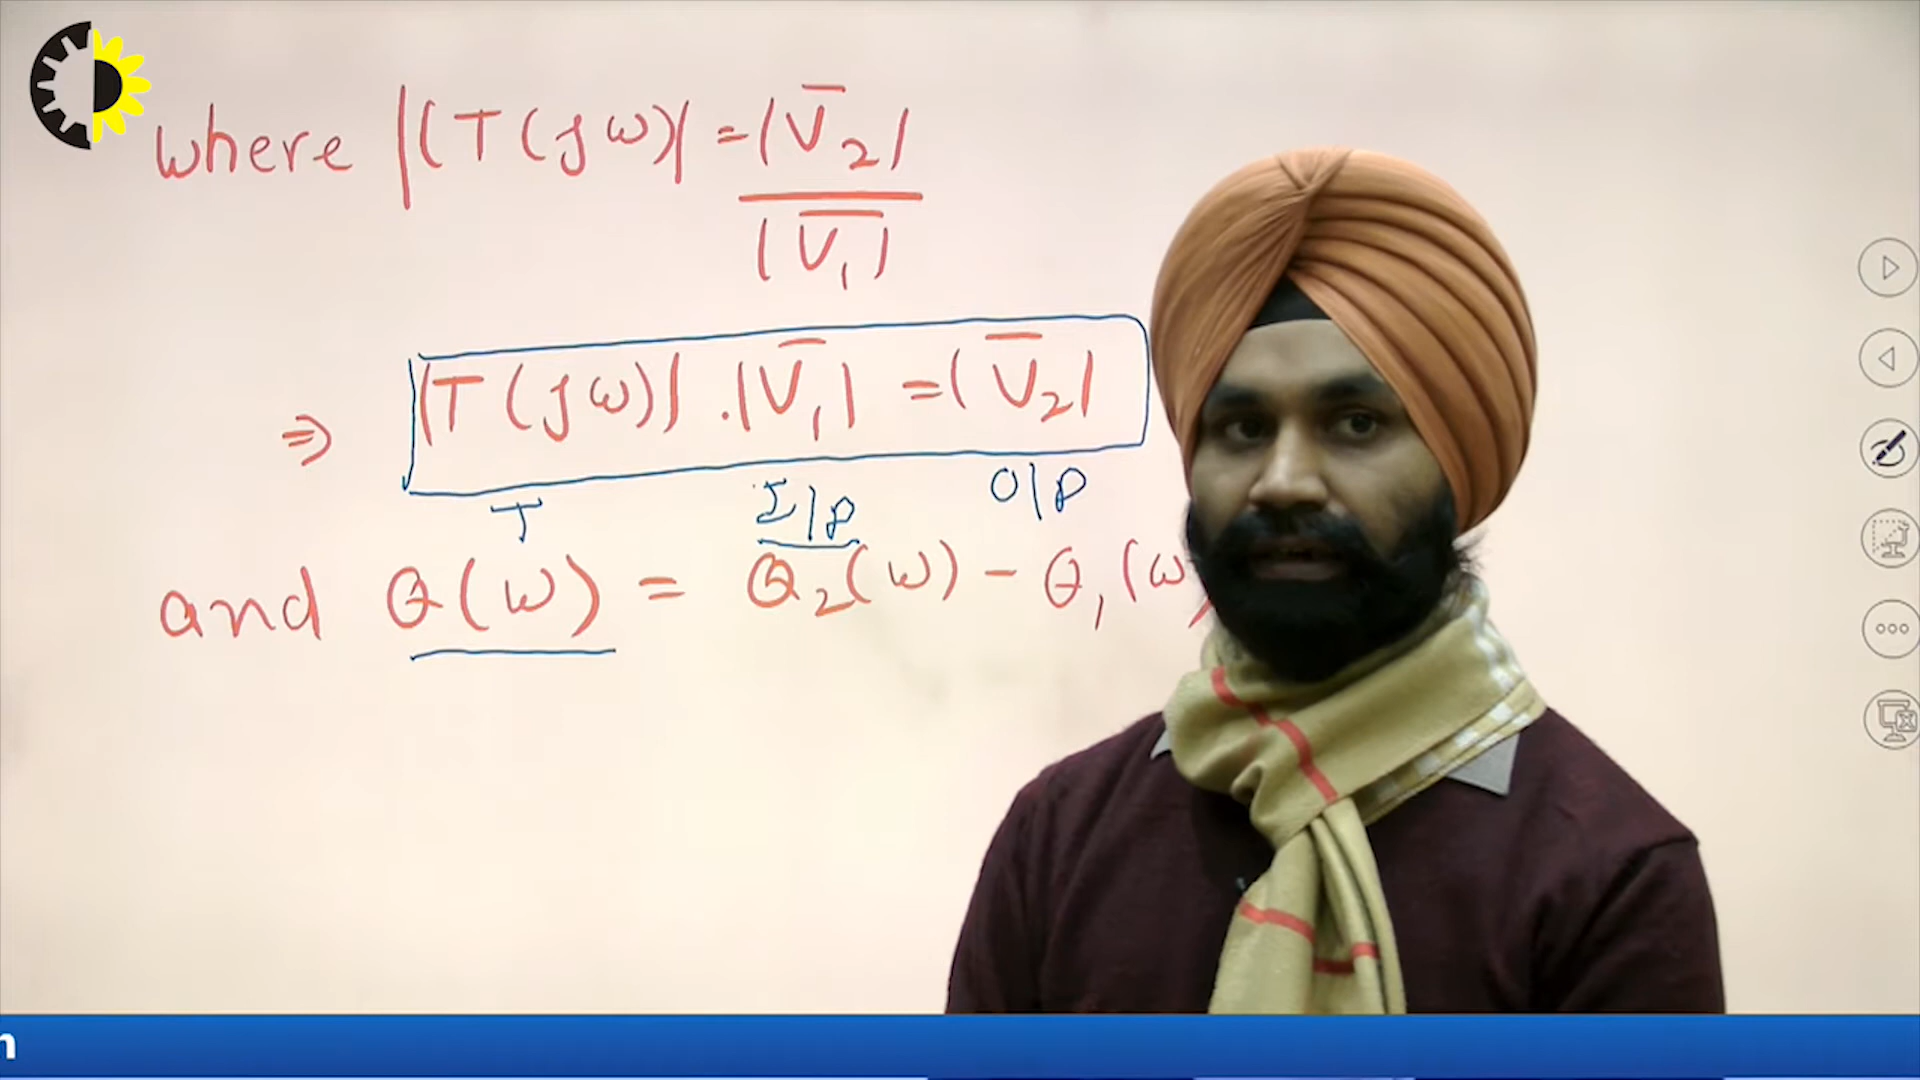 where |(T(jω)| = |V̅₂|
|V̅₁|
⇒ |T(jω)| . |V̅₁| = |V̅₂|
T I/P O/P
and θ(ω) = θ₂(ω) - θ₁(ω)
n